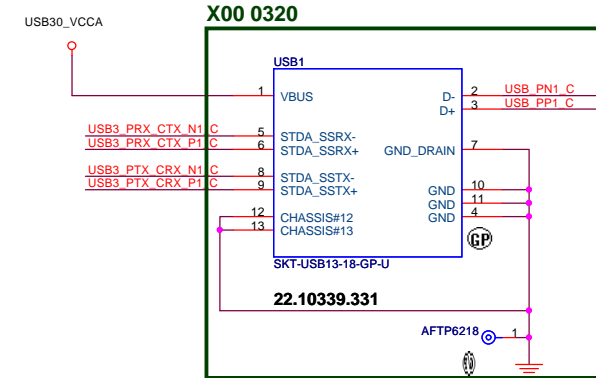 X00 0320
USB30_VCCA
USB1
1 VBUS D- 2 USB_PN1_C
D+ 3 USB_PP1_C
USB3_PRX_CTX_N1_C 5 STDA_SSRX-
USB3_PRX_CTX_P1_C 6 STDA_SSRX+ GND_DRAIN 7
USB3_PTX_CRX_N1_C 8 STDA_SSTX-
USB3_PTX_CRX_P1_C 9 STDA_SSTX+ GND 10
GND 11
12 CHASSIS#12 GND 4
13 CHASSIS#13
GP
SKT-USB13-18-GP-U
22.10339.331
AFTP6218 1